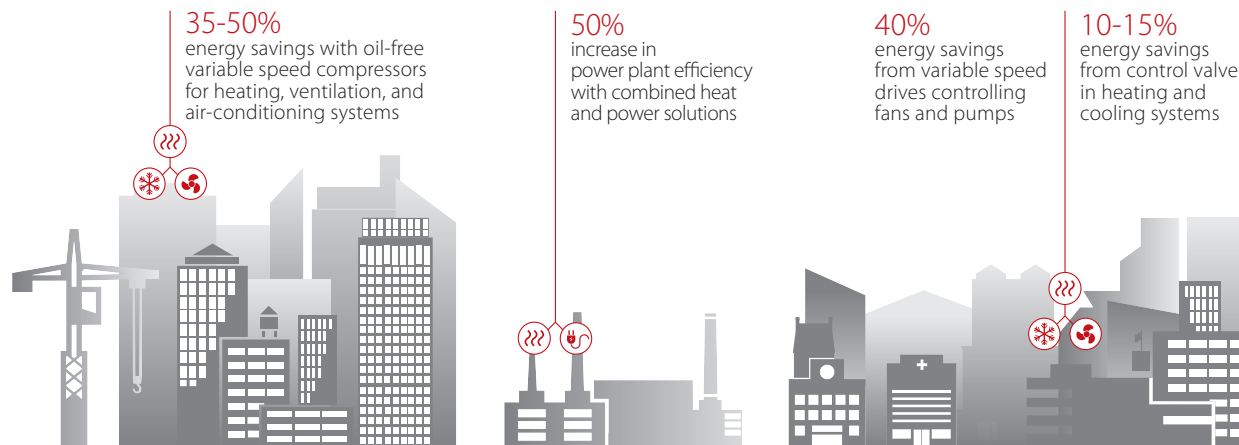 35-50%
energy savings with oil-free
variable speed compressors
for heating, ventilation, and
air-conditioning systems
50%
increase in
power plant efficiency
with combined heat
and power solutions
40%
energy savings
from variable speed
drives controlling
fans and pumps
10-15%
energy savings
from control valve
in heating and
cooling systems